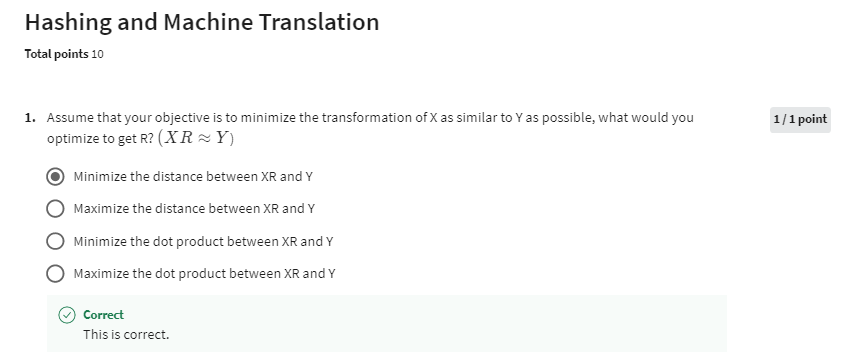 Hashing and Machine Translation
Total points 10
1. Assume that your objective is to minimize the transformation of X as similar to Y as possible, what would you
optimize to get R? (XR ≈ Y)
1 / 1 point
Minimize the distance between XR and Y
Maximize the distance between XR and Y
Minimize the dot product between XR and Y
Maximize the dot product between XR and Y
Correct
This is correct.